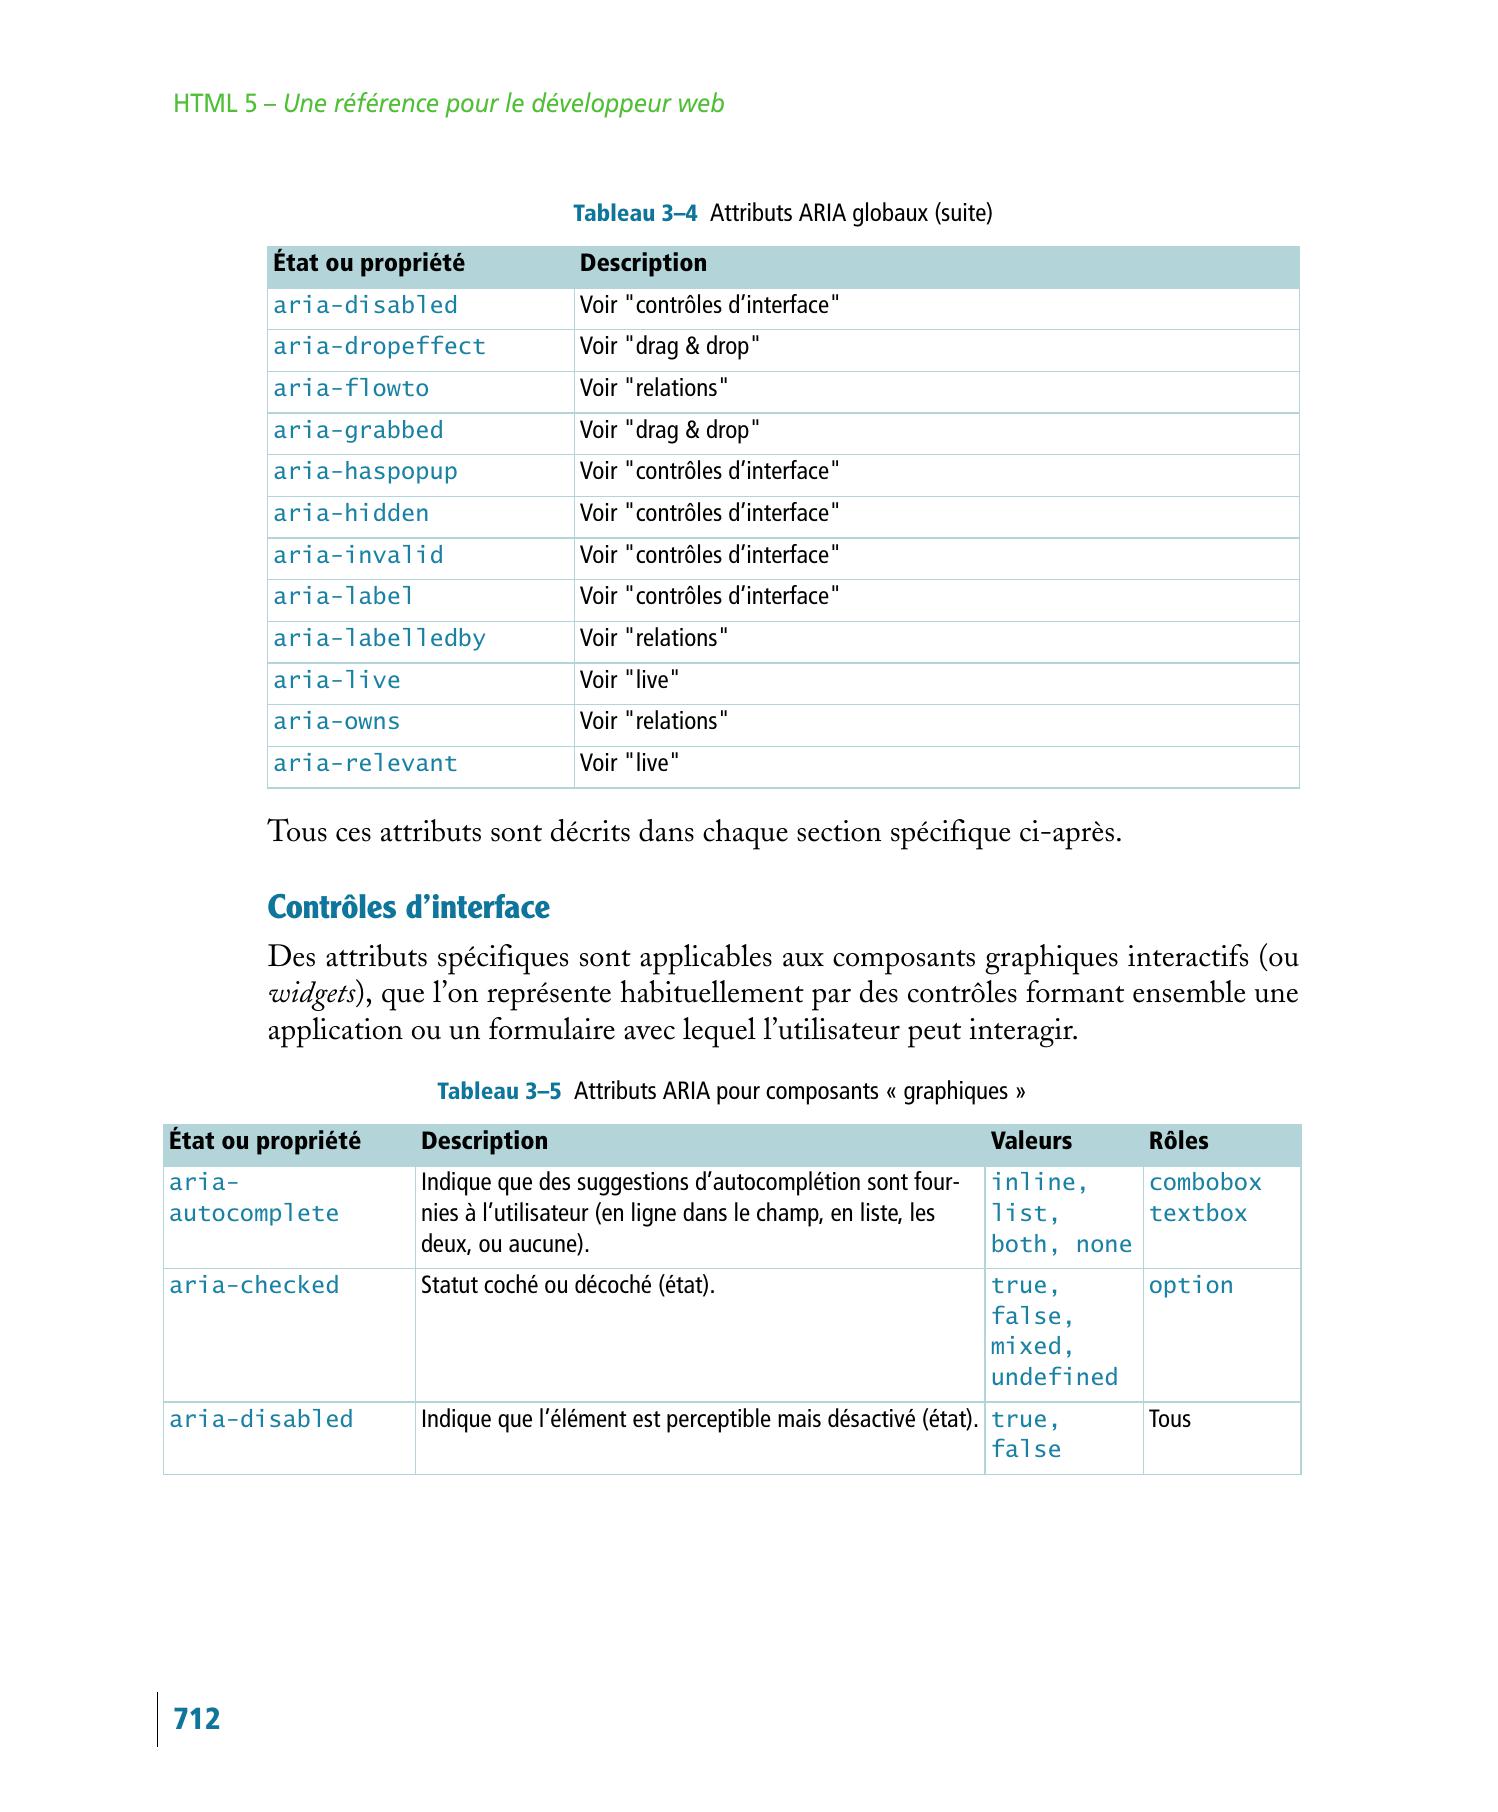 HTML 5 – Une référence pour le développeur web
Tableau 3–4 Attributs ARIA globaux (suite)
État ou propriété Description
aria-disabled Voir "contrôles d’interface"
aria-dropeffect Voir "drag & drop"
aria-flowto Voir "relations"
aria-grabbed Voir "drag & drop"
aria-haspopup Voir "contrôles d’interface"
aria-hidden Voir "contrôles d’interface"
aria-invalid Voir "contrôles d’interface"
aria-label Voir "contrôles d’interface"
aria-labelledby Voir "relations"
aria-live Voir "live"
aria-owns Voir "relations"
aria-relevant Voir "live"
Tous ces attributs sont décrits dans chaque section spécifique ci-après.
Contrôles d’interface
Des attributs spécifiques sont applicables aux composants graphiques interactifs (ou
widgets), que l’on représente habituellement par des contrôles formant ensemble une
application ou un formulaire avec lequel l’utilisateur peut interagir.
Tableau 3–5 Attributs ARIA pour composants « graphiques »
État ou propriété Description Valeurs Rôles
aria- Indique que des suggestions d’autocomplétion sont four- inline, combobox
autocomplete nies à l’utilisateur (en ligne dans le champ, en liste, les list, textbox
deux, ou aucune). both, none
aria-checked Statut coché ou décoché (état). true, option
false,
mixed,
undefined
aria-disabled Indique que l’élément est perceptible mais désactivé (état). true, Tous
false
712